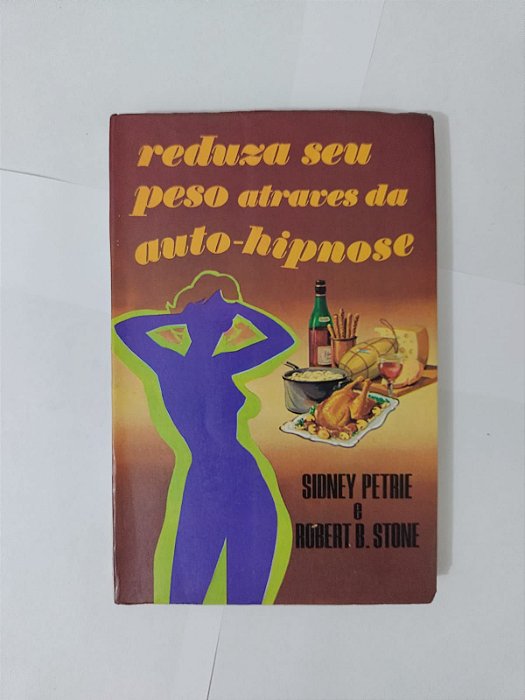 reduza seu
peso atraves da
auto-hipnose
SIDNEY PETRIE
e
ROBERT B. STONE